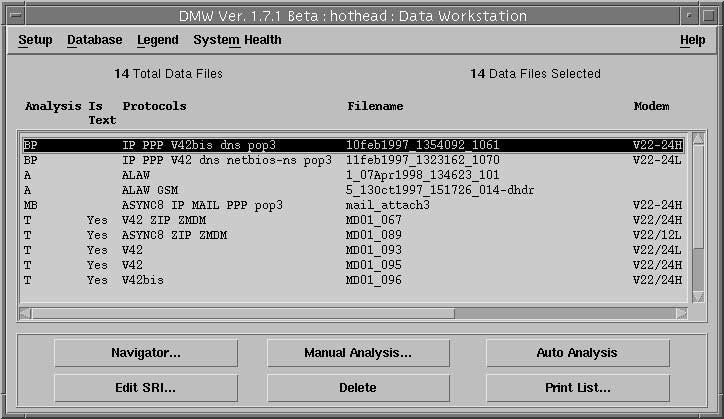 DMW Ver. 1.7.1 Beta : hothead : Data Workstation
Setup Database Legend System Health Help
14 Total Data Files 14 Data Files Selected
Analysis Is Protocols Filename Modem
Text
BP IP PPP V42bis dns pop3 10feb1997_1354092_1061 V22-24H
BP IP PPP V42 dns netbios-ns pop3 11feb1997_1323162_1070 V22-24L
A ALAW 1_07Apr1998_134623_101
A ALAW GSM 5_13Oct1997_151726_014-dhdr
MB ASYNC8 IP MAIL PPP pop3 mail_attach3 V22-24H
T Yes V42 ZIP ZMDM MD01_067 V22/24H
T Yes ASYNC8 ZIP ZMDM MD01_089 V22/12L
T Yes V42 MD01_093 V22/24L
T Yes V42 MD01_095 V22/24H
T Yes V42bis MD01_096 V22/24H
Navigator... Manual Analysis... Auto Analysis
Edit SRI... Delete Print List...